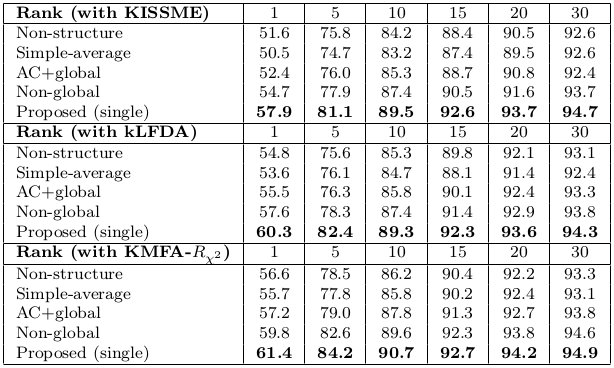 Rank (with KISSME) 1 5 10 15 20 30
Non-structure 51.6 75.8 84.2 88.4 90.5 92.6
Simple-average 50.5 74.7 83.2 87.4 89.5 92.6
AC+global 52.4 76.0 85.3 88.7 90.8 92.4
Non-global 54.7 77.9 87.4 90.5 91.6 93.7
Proposed (single) 57.9 81.1 89.5 92.6 93.7 94.7
Rank (with kLFDA) 1 5 10 15 20 30
Non-structure 54.8 75.6 85.3 89.8 92.1 93.1
Simple-average 53.6 76.1 84.7 88.1 91.4 92.4
AC+global 55.5 76.3 85.8 90.1 92.4 93.3
Non-global 57.6 78.3 87.4 91.4 92.9 93.8
Proposed (single) 60.3 82.4 89.3 92.3 93.6 94.3
Rank (with KMFA-R_χ²) 1 5 10 15 20 30
Non-structure 56.6 78.5 86.2 90.4 92.2 93.3
Simple-average 55.7 77.8 85.8 90.2 92.4 93.1
AC+global 57.2 79.0 87.8 91.3 92.7 93.8
Non-global 59.8 82.6 89.6 92.3 93.8 94.6
Proposed (single) 61.4 84.2 90.7 92.7 94.2 94.9